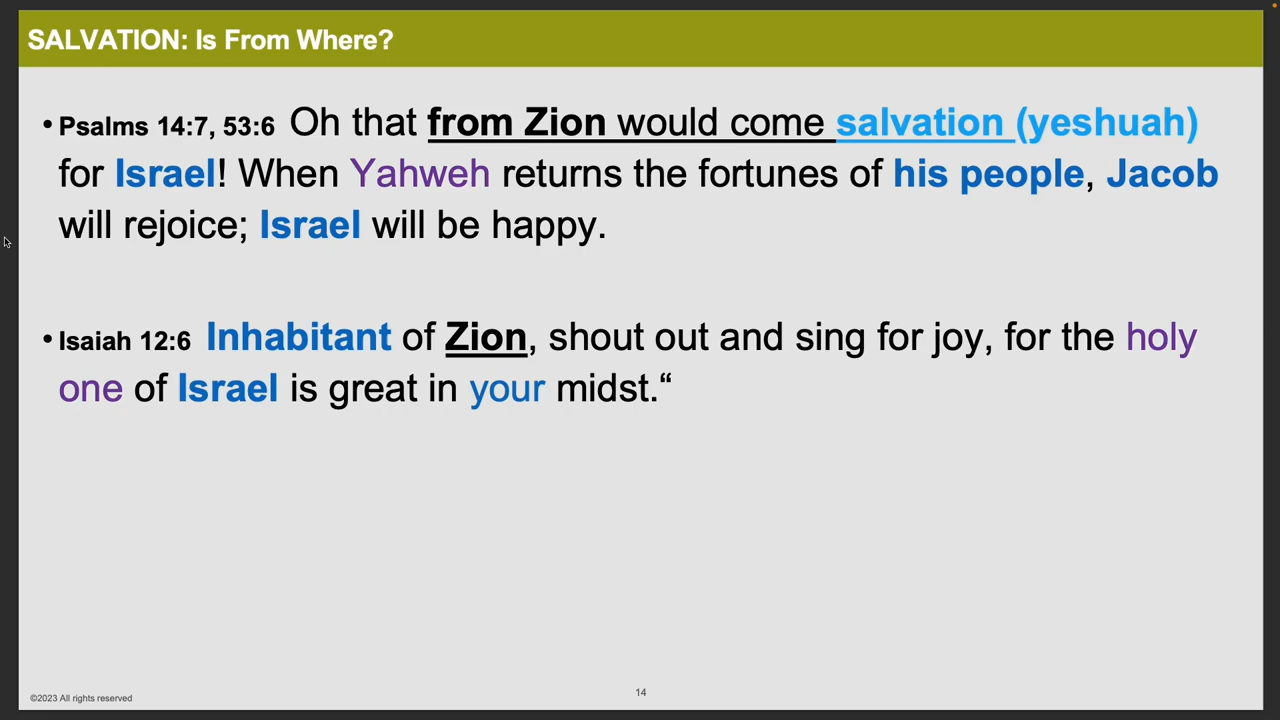 SALVATION: Is From Where?
• Psalms 14:7, 53:6 Oh that from Zion would come salvation (yeshuah)
for Israel! When Yahweh returns the fortunes of his people, Jacob
will rejoice; Israel will be happy.
• Isaiah 12:6 Inhabitant of Zion, shout out and sing for joy, for the holy
one of Israel is great in your midst.“
©2023 All rights reserved
14